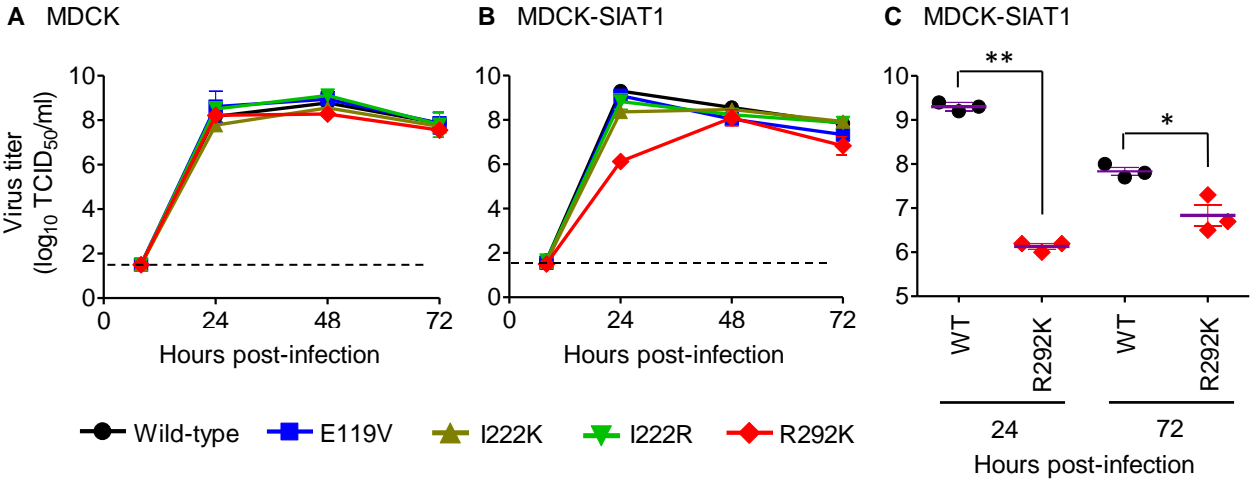 A MDCK
B MDCK-SIAT1
C MDCK-SIAT1
Virus titer
(log10 TCID50/ml)
10
8
6
4
2
0
0 24 48 72
Hours post-infection
10
8
6
4
2
0
0 24 48 72
Hours post-infection
10
9
8
7
6
5
**
*
WT
R292K
WT
R292K
24
72
Hours post-infection
Wild-type E119V I222K I222R R292K